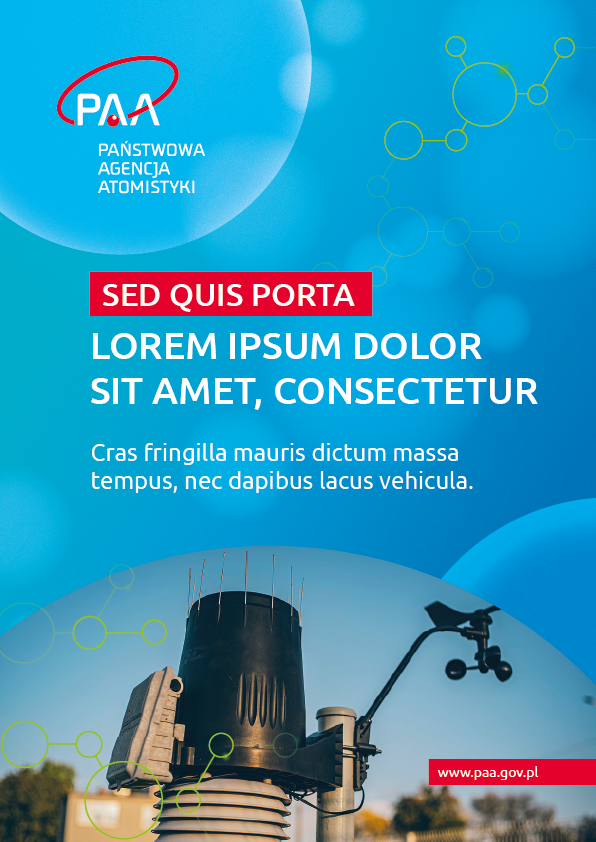 PAA
PAŃSTWOWA
AGENCJA
ATOMISTYKI
SED QUIS PORTA
LOREM IPSUM DOLOR
SIT AMET, CONSECTETUR
Cras fringilla mauris dictum massa
tempus, nec dapibus lacus vehicula.
www.paa.gov.pl